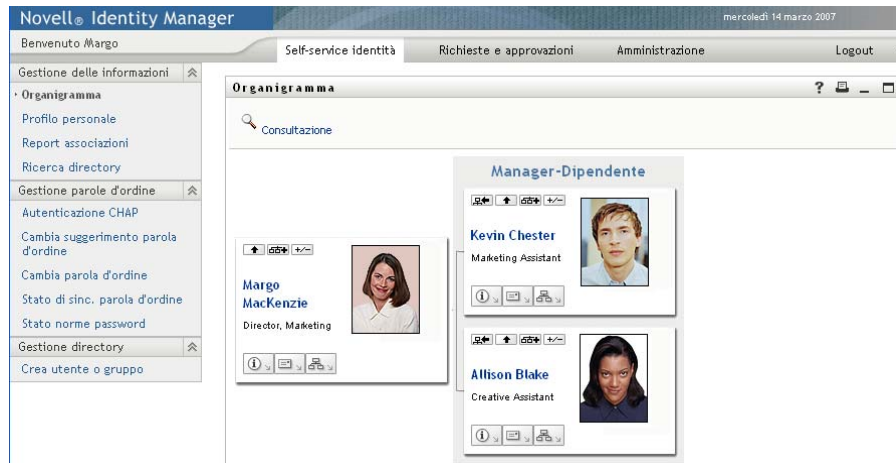 Novell® Identity Manager
mercoledì 14 marzo 2007
Benvenuto Margo
Self-service identità
Richieste e approvazioni
Amministrazione
Logout
Gestione delle informazioni
Organigramma
Profilo personale
Report associazioni
Ricerca directory
Gestione parole d'ordine
Autenticazione CHAP
Cambia suggerimento parola
d'ordine
Cambia parola d'ordine
Stato di sinc. parola d'ordine
Stato norme password
Gestione directory
Crea utente o gruppo
Organigramma
?
Consultazione
Margo
MacKenzie
Director, Marketing
Manager-Dipendente
Kevin Chester
Marketing Assistant
Allison Blake
Creative Assistant